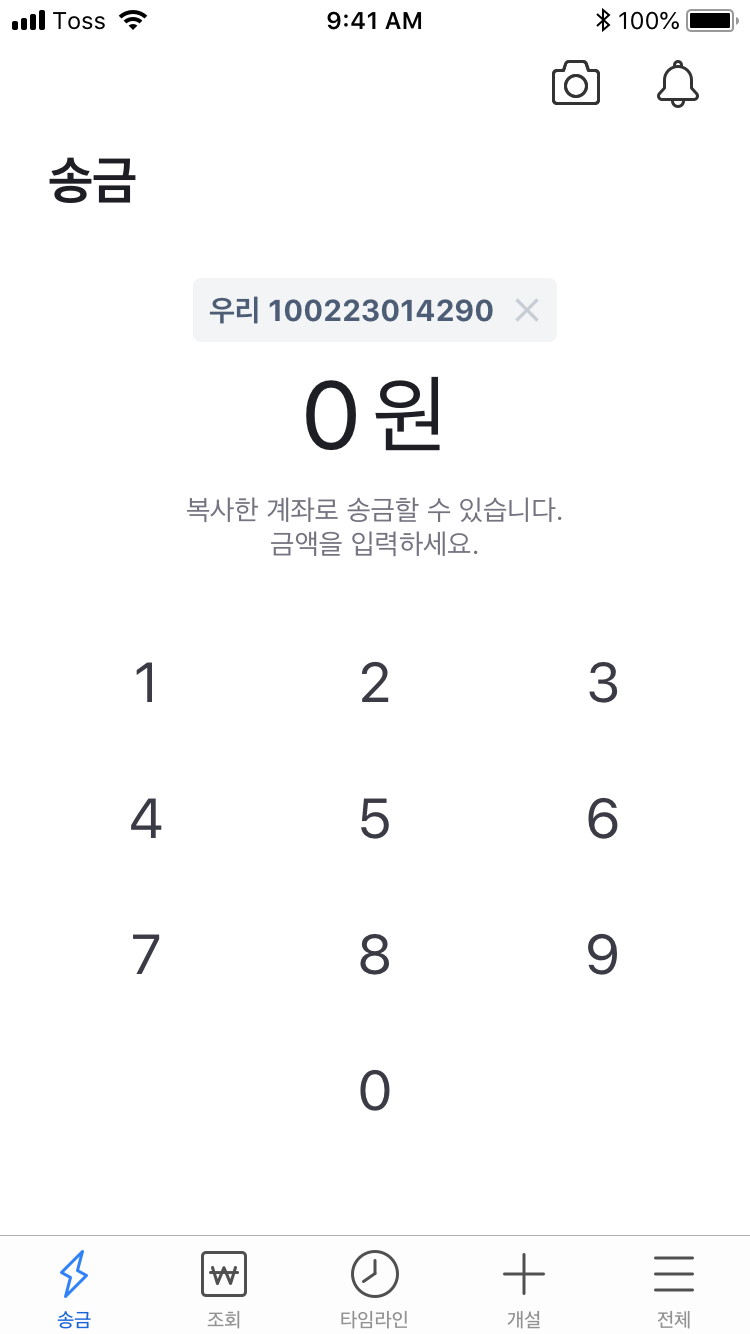 Toss 9:41 AM 100%
송금
우리 100223014290
0원
복사한 계좌로 송금할 수 있습니다.
금액을 입력하세요.
1 2 3
4 5 6
7 8 9
0
송금 조회 타임라인 개설 전체